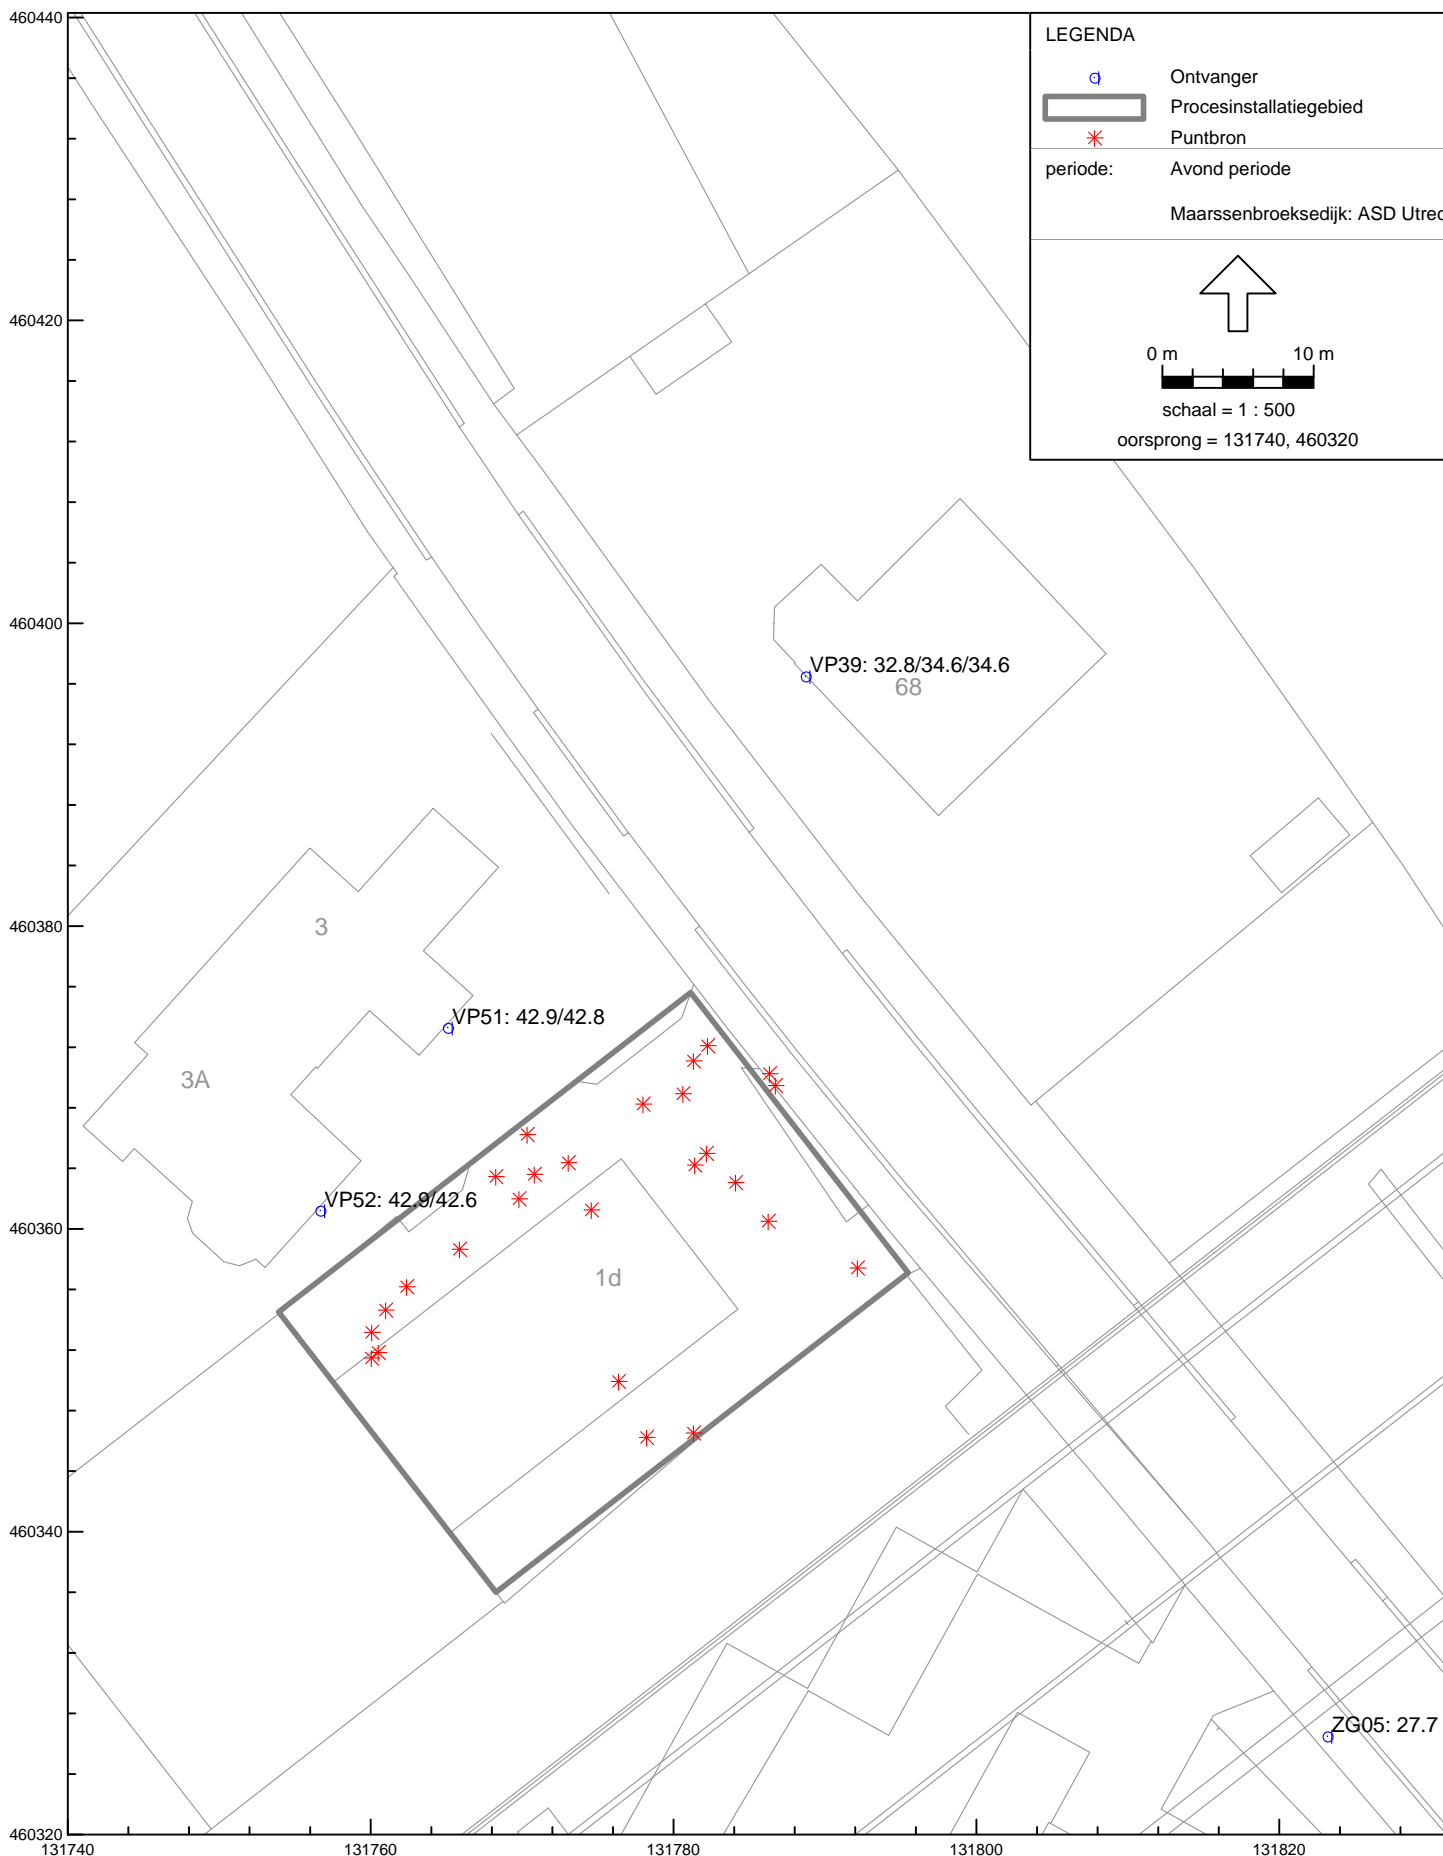 460440
LEGENDA
Ontvanger
Procesinstallatiegebied
Puntbron
periode: Avond periode
Maarssenbroeksedijk: ASD Utrec
460420
0 m 10 m
schaal = 1 : 500
oorsprong = 131740, 460320
460400
VP39: 32.8/34.6/34.6
68
460380
3
VP51: 42.9/42.8
3A
VP52: 42.9/42.6
460360
1d
460340
ZG05: 27.7
460320
131740 131760 131780 131800 131820